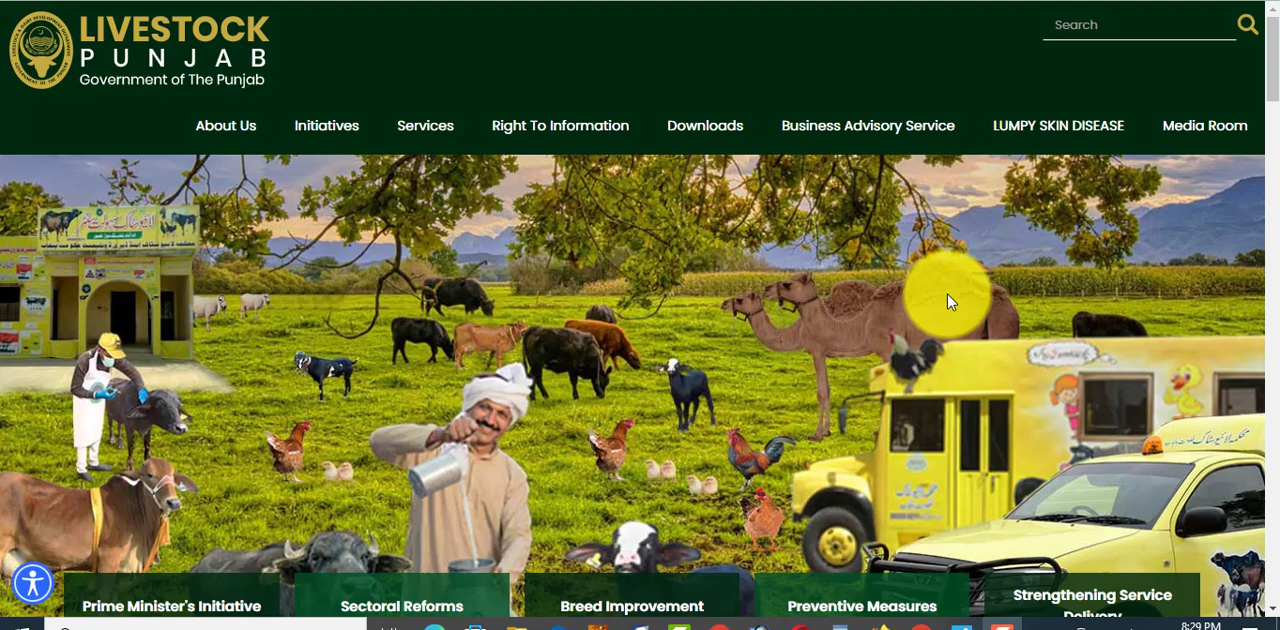 LIVESTOCK
PUNJAB
Government of The Punjab
Search
About Us
Initiatives
Services
Right To Information
Downloads
Business Advisory Service
LUMPY SKIN DISEASE
Media Room
Prime Minister's Initiative
Sectoral Reforms
Breed Improvement
Preventive Measures
Strengthening Service
Delivery
8:29 PM